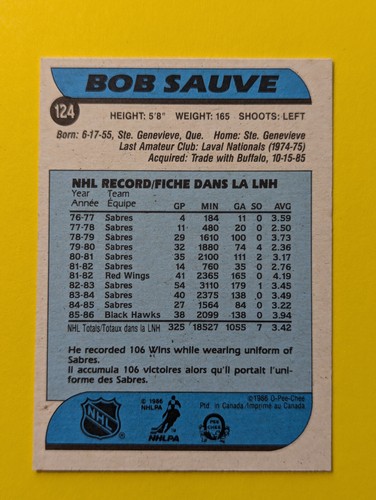 BOB SAUVE
124
HEIGHT: 5'8" WEIGHT: 165 SHOOTS: LEFT
Born: 6-17-55, Ste. Genevieve, Que. Home: Ste. Genevieve
Last Amateur Club: Laval Nationals (1974-75)
Acquired: Trade with Buffalo, 10-15-85
NHL RECORD/FICHE DANS LA LNH
Year Team
Année Équipe GP MIN GA SO AVG
76-77 Sabres 4 184 11 0 3.59
77-78 Sabres 11 480 20 0 2.50
78-79 Sabres 29 1610 100 0 3.73
79-80 Sabres 32 1880 74 4 2.36
80-81 Sabres 35 2100 111 2 3.17
81-82 Sabres 14 760 35 0 2.76
81-82 Red Wings 41 2365 165 0 4.19
82-83 Sabres 54 3110 179 1 3.45
83-84 Sabres 40 2375 138 0 3.49
84-85 Sabres 27 1564 84 0 3.22
85-86 Black Hawks 38 2099 138 0 3.94
NHL Totals/Totaux dans la LNH 325 18527 1055 7 3.42
He recorded 106 Wins while wearing uniform of
Sabres.
Il accumula 106 victoires alors qu'il portait l'uni-
forme des Sabres.
NHL
© 1986
NHLPA
NHLPA
O PEE CHEE
©1986 O-Pee-Chee
Ptd. in Canada/Imprimé au Canada